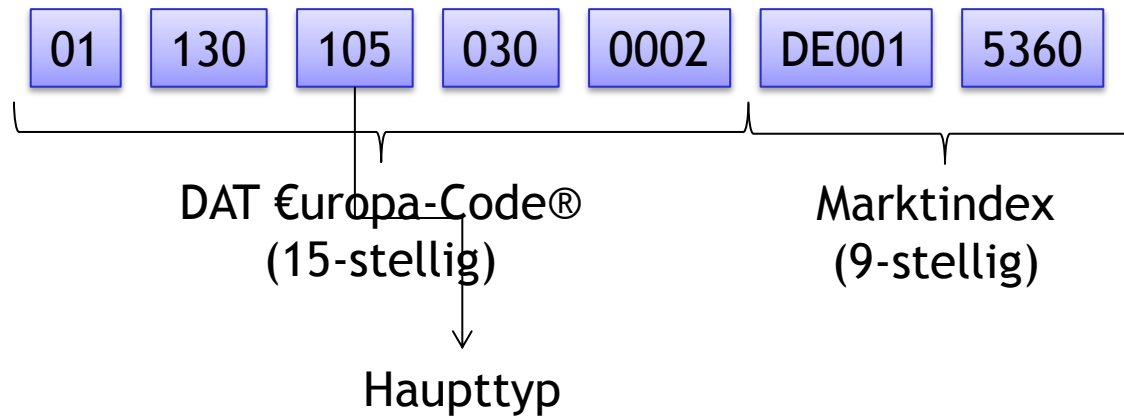 01 130 105 030 0002 DE001 5360
DAT €uropa-Code® Marktindex
(15-stellig) (9-stellig)
Haupttyp